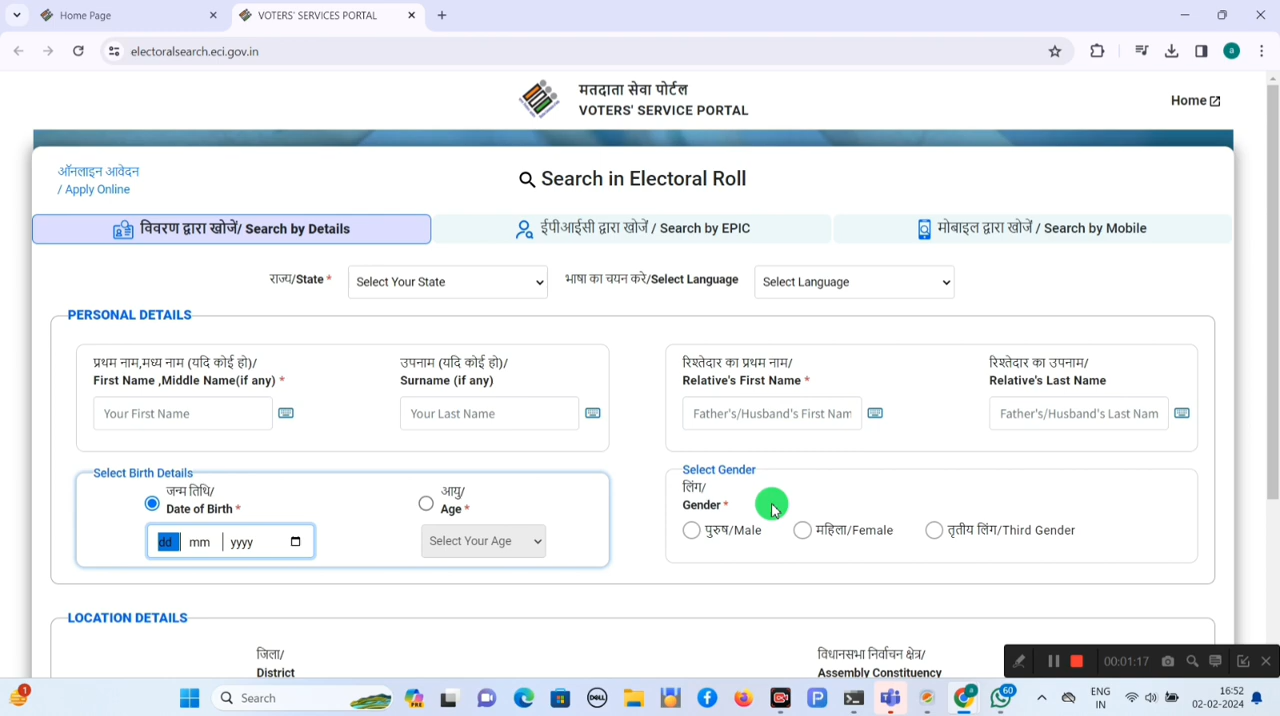 Home Page
VOTERS' SERVICES PORTAL
electoralsearch.eci.gov.in
a
मतदाता सेवा पोर्टल
VOTERS' SERVICE PORTAL
Home
ऑनलाइन आवेदन
/ Apply Online
Search in Electoral Roll
विवरण द्वारा खोजें/ Search by Details
ईपीआईसी द्वारा खोजें / Search by EPIC
मोबाइल द्वारा खोजें / Search by Mobile
राज्य/State *
Select Your State
भाषा का चयन करे/Select Language
Select Language
PERSONAL DETAILS
प्रथम नाम,मध्य नाम (यदि कोई हो)/
First Name ,Middle Name(if any) *
Your First Name
उपनाम (यदि कोई हो)/
Surname (if any)
Your Last Name
रिश्तेदार का प्रथम नाम/
Relative's First Name *
Father's/Husband's First Nam
रिश्तेदार का उपनाम/
Relative's Last Name
Father's/Husband's Last Nam
Select Birth Details
जन्म तिथि/
Date of Birth *
dd mm yyyy
आयु/
Age *
Select Your Age
Select Gender
लिंग/
Gender *
पुरुष/Male
महिला/Female
तृतीय लिंग/Third Gender
LOCATION DETAILS
जिला/
District
विधानसभा निर्वाचन क्षेत्र/
Assembly Constituency
00:01:17
1
Search
PRE
DELL
P
a
60
ENG
IN
16:52
02-02-2024